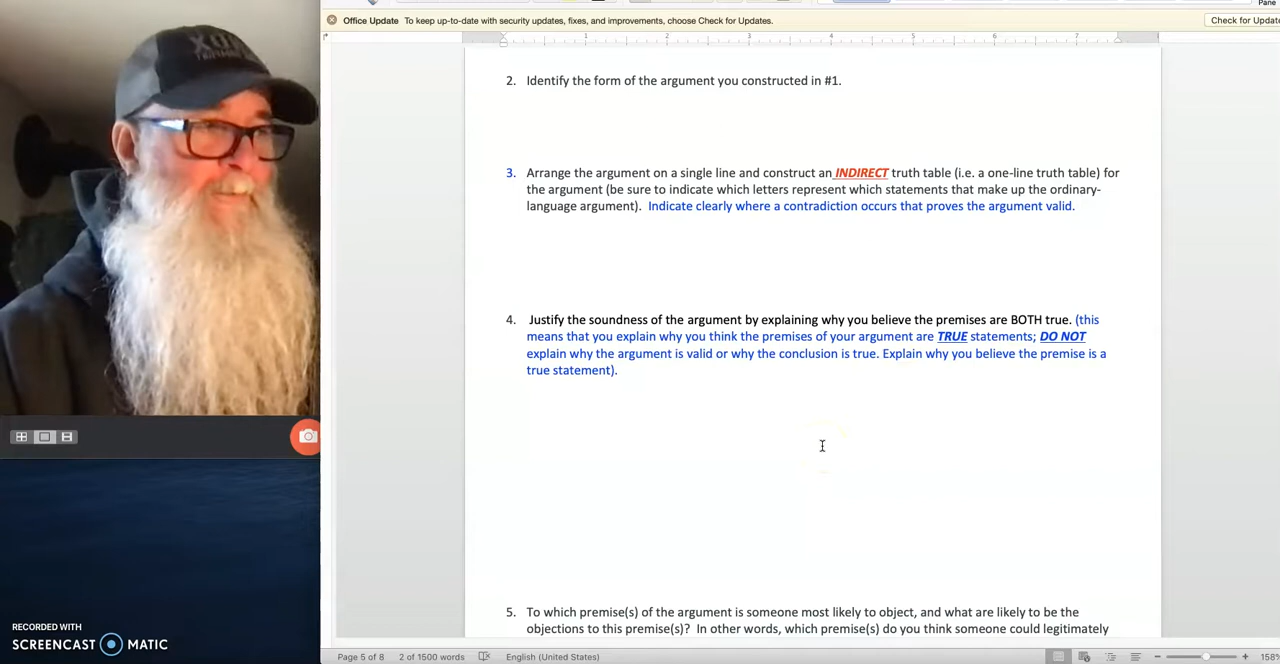 Pane
Office Update To keep up-to-date with security updates, fixes, and improvements, choose Check for Updates.
Check for Update
1 2 3 4 5 6 7
2. Identify the form of the argument you constructed in #1.
3. Arrange the argument on a single line and construct an INDIRECT truth table (i.e. a one-line truth table) for
the argument (be sure to indicate which letters represent which statements that make up the ordinary-
language argument). Indicate clearly where a contradiction occurs that proves the argument valid.
4. Justify the soundness of the argument by explaining why you believe the premises are BOTH true. (this
means that you explain why you think the premises of your argument are TRUE statements; DO NOT
explain why the argument is valid or why the conclusion is true. Explain why you believe the premise is a
true statement).
5. To which premise(s) of the argument is someone most likely to object, and what are likely to be the
objections to this premise(s)? In other words, which premise(s) do you think someone could legitimately
RECORDED WITH
SCREENCAST MATIC
Page 5 of 8 2 of 1500 words English (United States) 158%